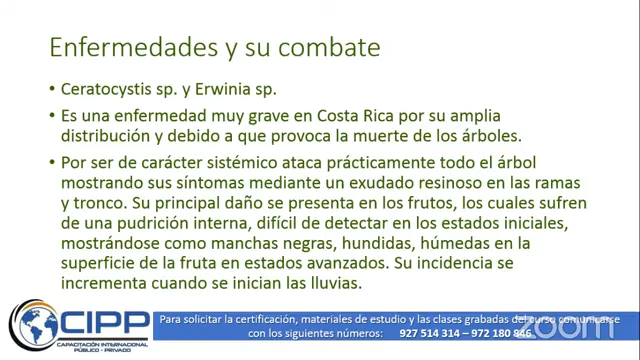 Enfermedades y su combate
• Ceratocystis sp. y Erwinia sp.
• Es una enfermedad muy grave en Costa Rica por su amplia
distribución y debido a que provoca la muerte de los árboles.
• Por ser de carácter sistémico ataca prácticamente todo el árbol
mostrando sus síntomas mediante un exudado resinoso en las ramas
y tronco. Su principal daño se presenta en los frutos, los cuales sufren
de una pudrición interna, difícil de detectar en los estados iniciales,
mostrándose como manchas negras, hundidas, húmedas en la
superficie de la fruta en estados avanzados. Su incidencia se
incrementa cuando se inician las lluvias.
CIPP
CAPACITACIÓN INTERNACIONAL
PÚBLICO - PRIVADO
Para solicitar la certificación, materiales de estudio y las clases grabadas del curso comunicarse
con los siguientes números: 927 514 314 – 972 180 846
zoom